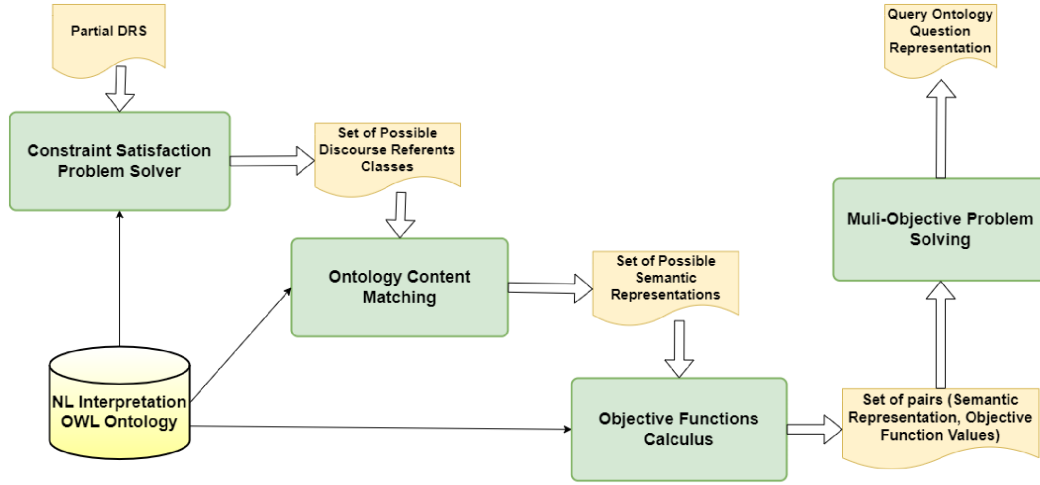 Partial DRS
Query Ontology
Question
Representation
Constraint Satisfaction
Problem Solver
Set of Possible
Discourse Referents
Classes
Muli-Objective Problem
Solving
Ontology Content
Matching
Set of Possible
Semantic
Representations
NL Interpretation
OWL Ontology
Objective Functions
Calculus
Set of pairs (Semantic
Representation, Objective
Function Values)